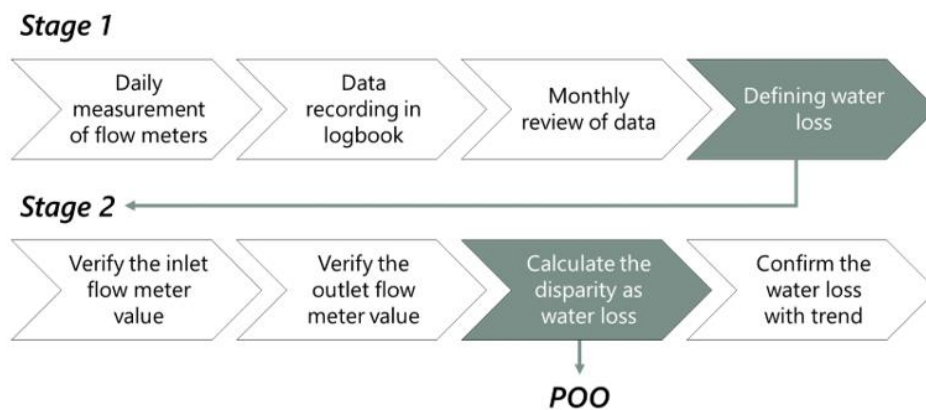 Stage 1
Daily
measurement
of flow meters
Data
recording in
logbook
Monthly
review of data
Defining water
loss
Stage 2
Verify the inlet
flow meter
value
Verify the
outlet flow
meter value
Calculate the
disparity as
water loss
Confirm the
water loss
with trend
POO